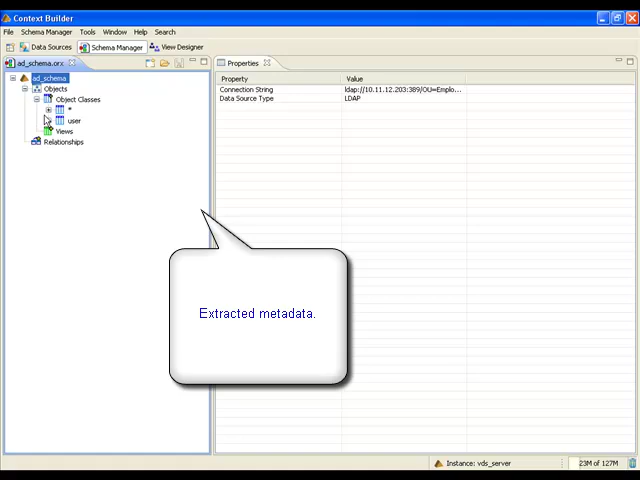 Context Builder
File Schema Manager Tools Window Help Search
Data Sources Schema Manager View Designer
ad_schema.orx Properties
Property Value
Connection String ldap://10.11.12.203:389/OU=Emplo...
Data Source Type LDAP
ad_schema
Objects
Object Classes
*
user
Views
Relationships
Extracted metadata.
Instance: vds_server 23M of 127M